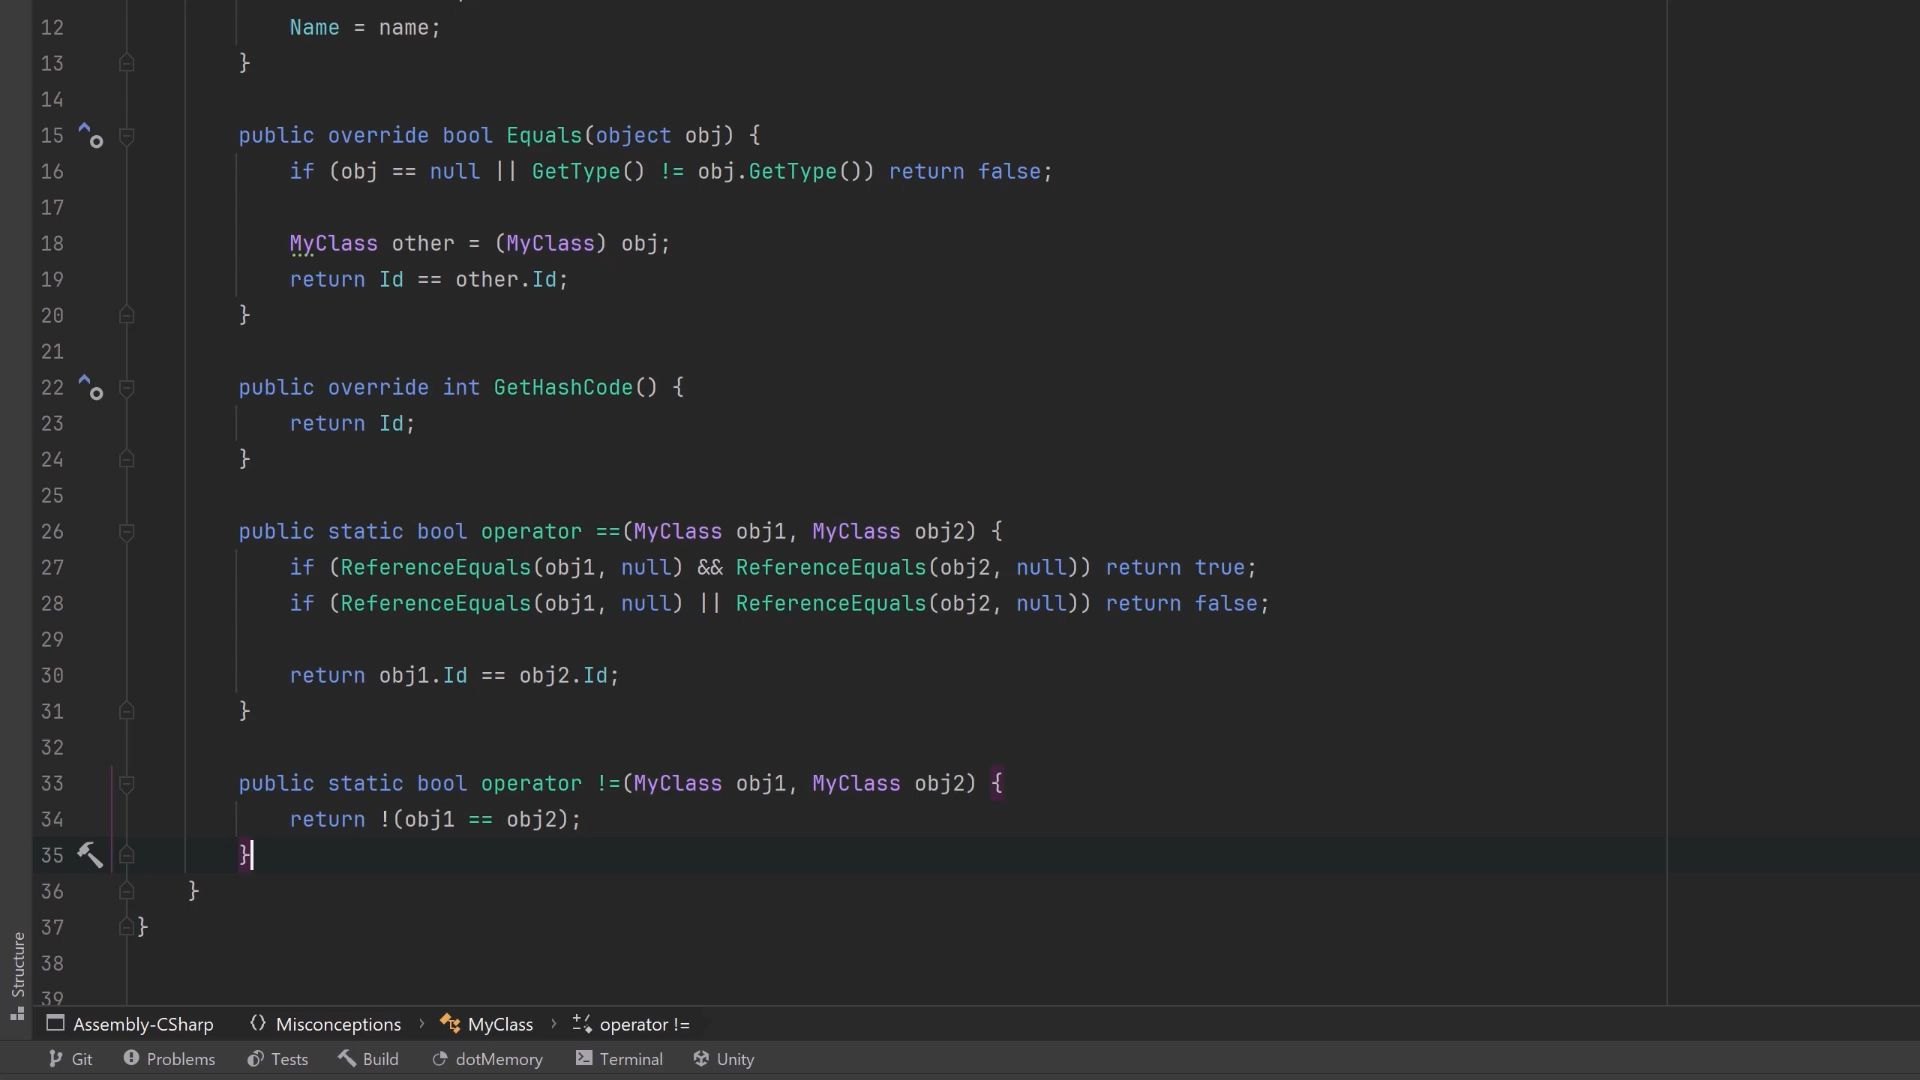 12 Name = name;
13 }
14
15 public override bool Equals(object obj) {
16 if (obj == null || GetType() != obj.GetType()) return false;
17
18 MyClass other = (MyClass) obj;
19 return Id == other.Id;
20 }
21
22 public override int GetHashCode() {
23 return Id;
24 }
25
26 public static bool operator ==(MyClass obj1, MyClass obj2) {
27 if (ReferenceEquals(obj1, null) && ReferenceEquals(obj2, null)) return true;
28 if (ReferenceEquals(obj1, null) || ReferenceEquals(obj2, null)) return false;
29
30 return obj1.Id == obj2.Id;
31 }
32
33 public static bool operator !=(MyClass obj1, MyClass obj2) {
34 return !(obj1 == obj2);
35 }
36 }
37 }
38
39
Structure
Assembly-CSharp Misconceptions › MyClass › operator !=
Git Problems Tests Build dotMemory Terminal Unity